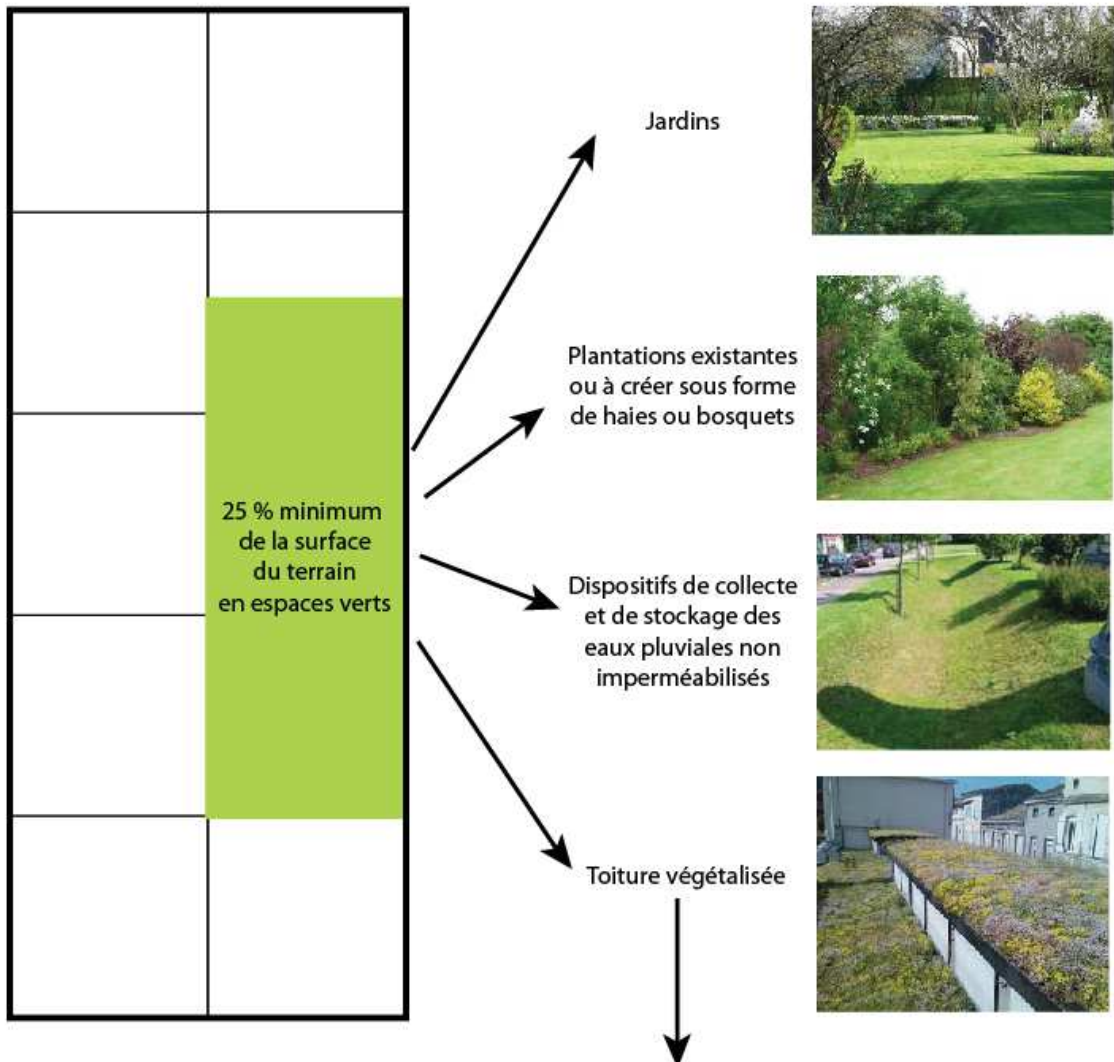 Jardins
Plantations existantes
ou à créer sous forme
de haies ou bosquets
25 % minimum
de la surface
du terrain
en espaces verts
Dispositifs de collecte
et de stockage des
eaux pluviales non
imperméabilisés
Toiture végétalisée